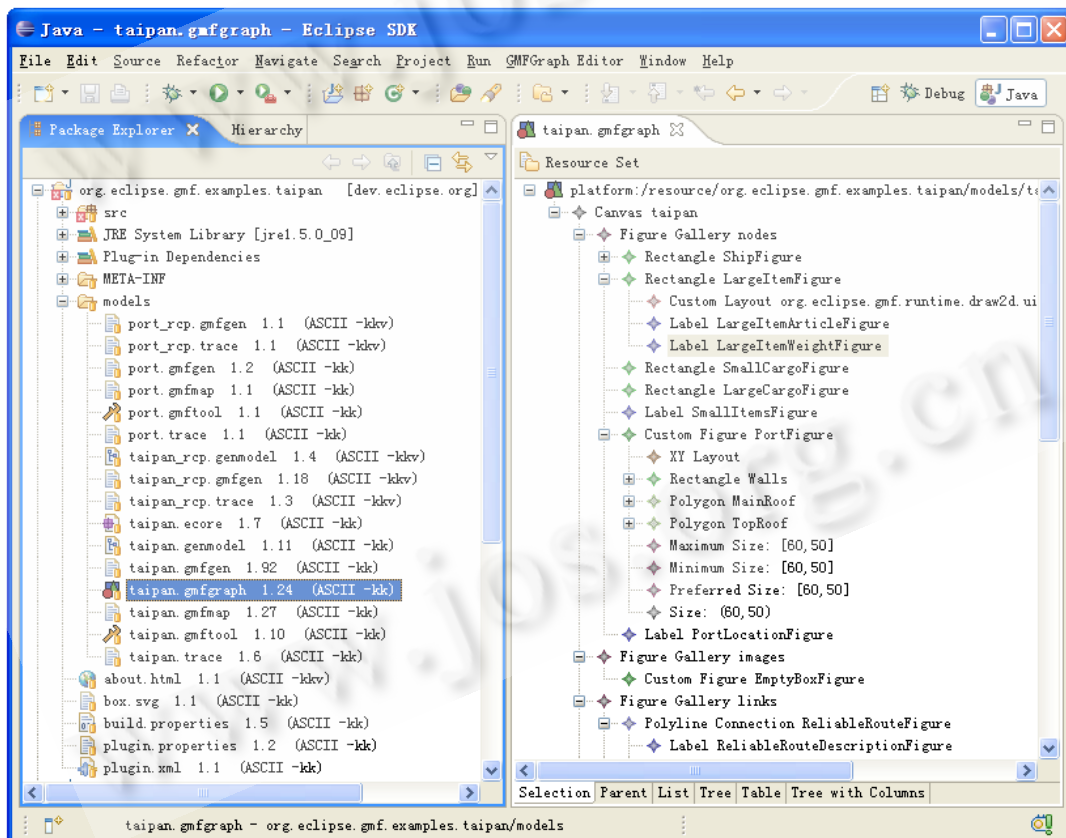 Java - taipan.gmfgraph - Eclipse SDK
File Edit Source Refactor Navigate Search Project Run GMFGraph Editor Window Help
Debug Java
Package Explorer Hierarchy
org.eclipse.gmf.examples.taipan [dev.eclipse.org]
src
JRE System Library [jre1.5.0_09]
Plug-in Dependencies
META-INF
models
port_rcp.gmfgen 1.1 (ASCII -kkv)
port_rcp.trace 1.1 (ASCII -kkv)
port.gmfgen 1.2 (ASCII -kk)
port.gmfmap 1.1 (ASCII -kk)
port.gmftool 1.1 (ASCII -kk)
port.trace 1.1 (ASCII -kk)
taipan_rcp.genmodel 1.4 (ASCII -kkv)
taipan_rcp.gmfgen 1.18 (ASCII -kkv)
taipan_rcp.trace 1.3 (ASCII -kkv)
taipan.ecore 1.7 (ASCII -kk)
taipan.genmodel 1.11 (ASCII -kk)
taipan.gmfgen 1.92 (ASCII -kk)
taipan.gmfgraph 1.24 (ASCII -kk)
taipan.gmfmap 1.27 (ASCII -kk)
taipan.gmftool 1.10 (ASCII -kk)
taipan.trace 1.6 (ASCII -kk)
about.html 1.1 (ASCII -kkv)
box.svg 1.1 (ASCII -kk)
build.properties 1.5 (ASCII -kk)
plugin.properties 1.2 (ASCII -kk)
plugin.xml 1.1 (ASCII -kk)
taipan.gmfgraph
Resource Set
platform:/resource/org.eclipse.gmf.examples.taipan/models/ta
Canvas taipan
Figure Gallery nodes
Rectangle ShipFigure
Rectangle LargeItemFigure
Custom Layout org.eclipse.gmf.runtime.draw2d.ui
Label LargeItemArticleFigure
Label LargeItemWeightFigure
Rectangle SmallCargoFigure
Rectangle LargeCargoFigure
Label SmallItemsFigure
Custom Figure PortFigure
XY Layout
Rectangle Walls
Polygon MainRoof
Polygon TopRoof
Maximum Size: [60,50]
Minimum Size: [60,50]
Preferred Size: [60,50]
Size: (60,50)
Label PortLocationFigure
Figure Gallery images
Custom Figure EmptyBoxFigure
Figure Gallery links
Polyline Connection ReliableRouteFigure
Label ReliableRouteDescriptionFigure
Selection Parent List Tree Table Tree with Columns
taipan.gmfgraph - org.eclipse.gmf.examples.taipan/models
www.jos.org.cn